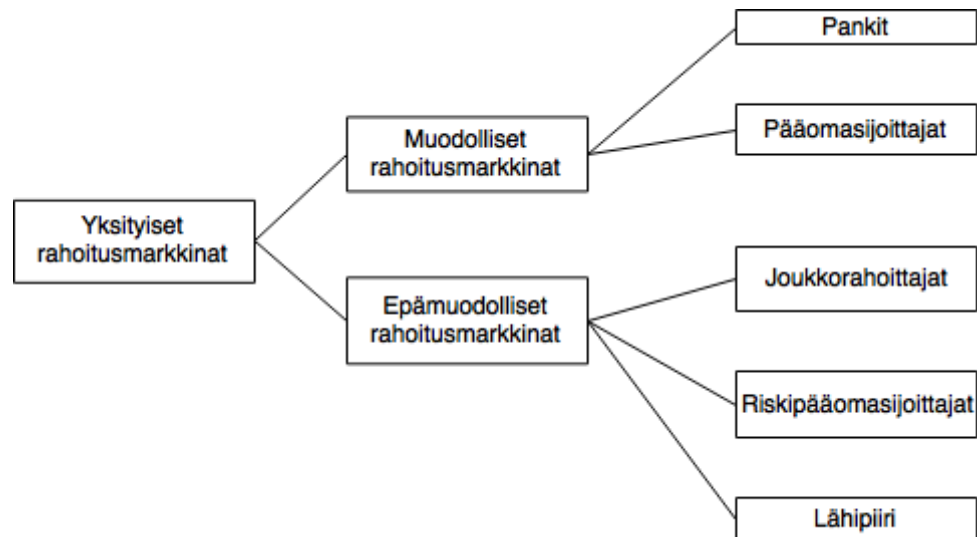 Pankit
Muodolliset
rahoitusmarkkinat
Pääomasijoittajat
Yksityiset
rahoitusmarkkinat
Epämuodolliset
rahoitusmarkkinat
Joukkorahoittajat
Riskipääomasijoittajat
Lähipiiri